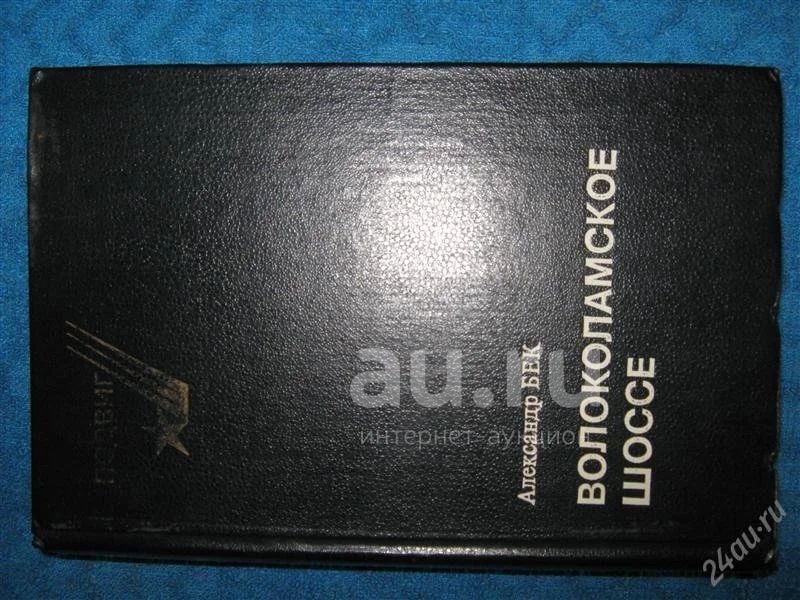 ПОДВИГ
Александр БЕК
ВОЛОКОЛАМСКОЕ
ШОССЕ
au.ru
интернет-аукцион
24au.ru